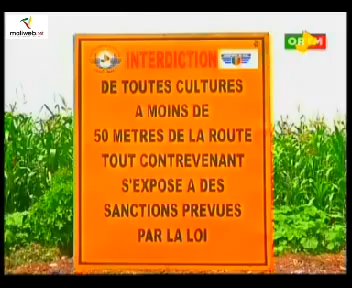 maliweb.net
ORTM
INTERDICTION
DE TOUTES CULTURES
A MOINS DE
50 METRES DE LA ROUTE
TOUT CONTREVENANT
S'EXPOSE A DES
SANCTIONS PREVUES
PAR LA LOI